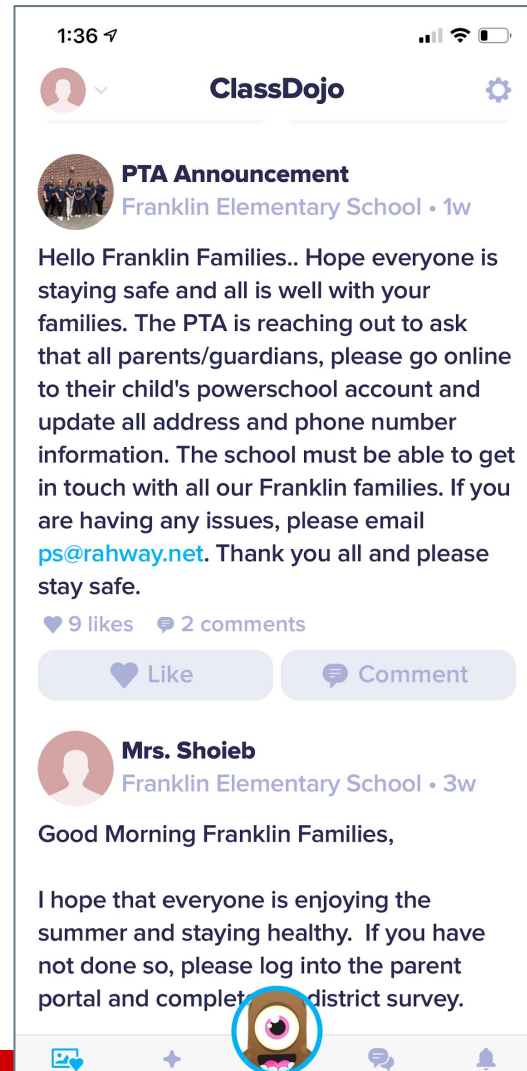 1:36
ClassDojo
PTA Announcement
Franklin Elementary School • 1w
Hello Franklin Families.. Hope everyone is
staying safe and all is well with your
families. The PTA is reaching out to ask
that all parents/guardians, please go online
to their child's powerschool account and
update all address and phone number
information. The school must be able to get
in touch with all our Franklin families. If you
are having any issues, please email
ps@rahway.net. Thank you all and please
stay safe.
9 likes 2 comments
Like Comment
Mrs. Shoieb
Franklin Elementary School • 3w
Good Morning Franklin Families,
I hope that everyone is enjoying the
summer and staying healthy. If you have
not done so, please log into the parent
portal and complet district survey.